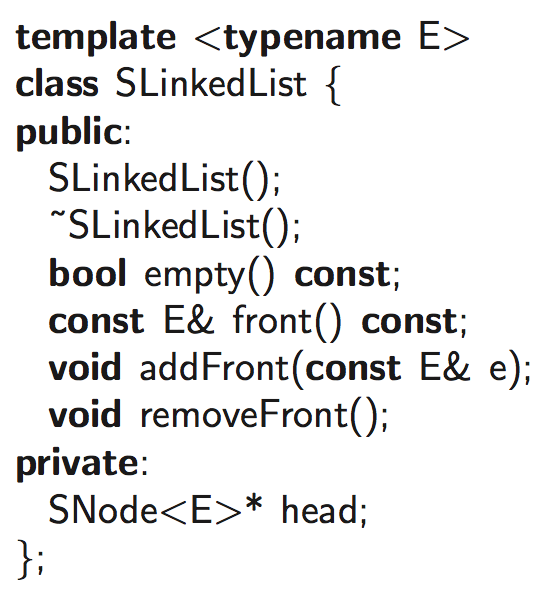 template <typename E>
class SLinkedList {
public:
SLinkedList();
~SLinkedList();
bool empty() const;
const E& front() const;
void addFront(const E& e);
void removeFront();
private:
SNode<E>* head;
};